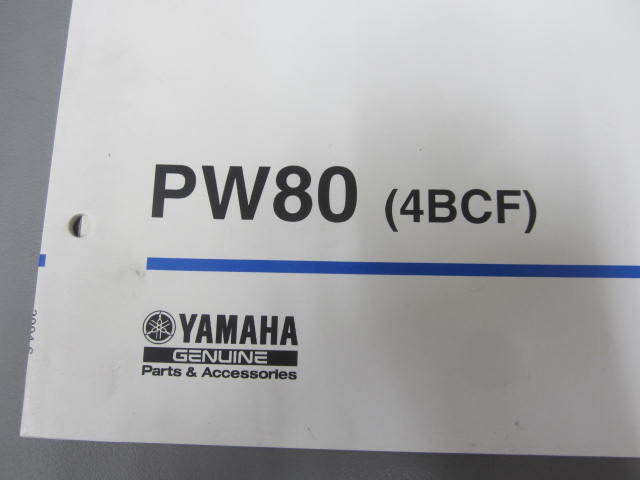 PW80 (4BCF)
YAMAHA
GENUINE
Parts & Accessories